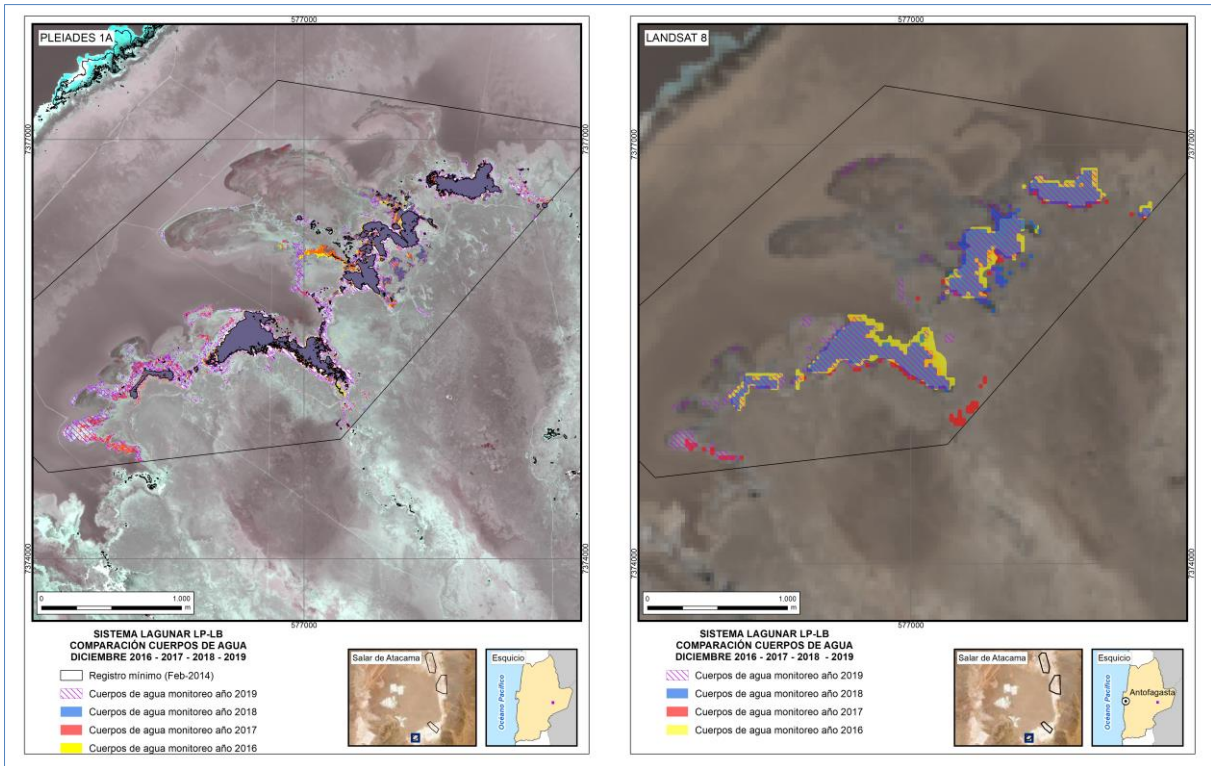 577000
PLEIADES 1A
7377000
7377000
7374000
7374000
0
1.000
m
577000
SISTEMA LAGUNAR LP-LB
COMPARACIÓN CUERPOS DE AGUA
DICIEMBRE 2016 - 2017 - 2018 - 2019
Registro mínimo (Feb-2014)
Cuerpos de agua monitoreo año 2019
Cuerpos de agua monitoreo año 2018
Cuerpos de agua monitoreo año 2017
Cuerpos de agua monitoreo año 2016
Salar de Atacama
Esquicio
Océano Pacífico
577000
LANDSAT 8
7377000
7377000
7374000
7374000
0
1.000
m
577000
SISTEMA LAGUNAR LP-LB
COMPARACIÓN CUERPOS DE AGUA
DICIEMBRE 2016 - 2017 - 2018 - 2019
Cuerpos de agua monitoreo año 2019
Cuerpos de agua monitoreo año 2018
Cuerpos de agua monitoreo año 2017
Cuerpos de agua monitoreo año 2016
Salar de Atacama
Esquicio
Océano Pacífico
Antofagasta